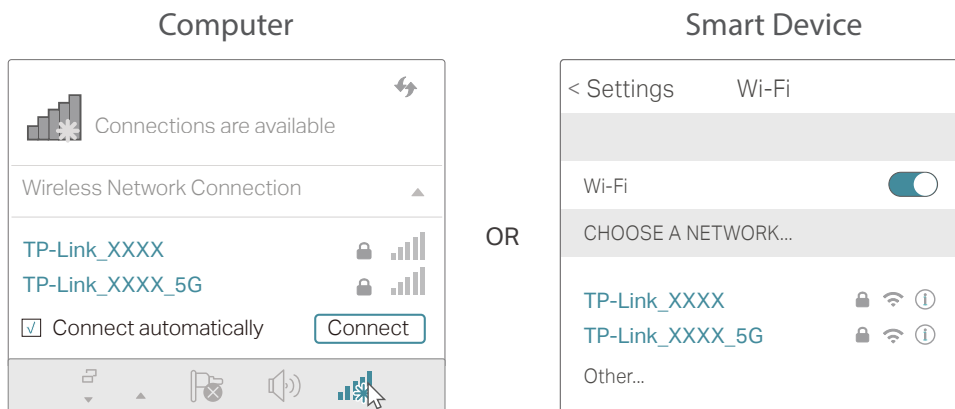 Computer
Connections are available
Wireless Network Connection
TP-Link_XXXX
TP-Link_XXXX_5G
Connect automatically
Connect
OR
Smart Device
< Settings Wi-Fi
Wi-Fi
CHOOSE A NETWORK...
TP-Link_XXXX
TP-Link_XXXX_5G
Other...